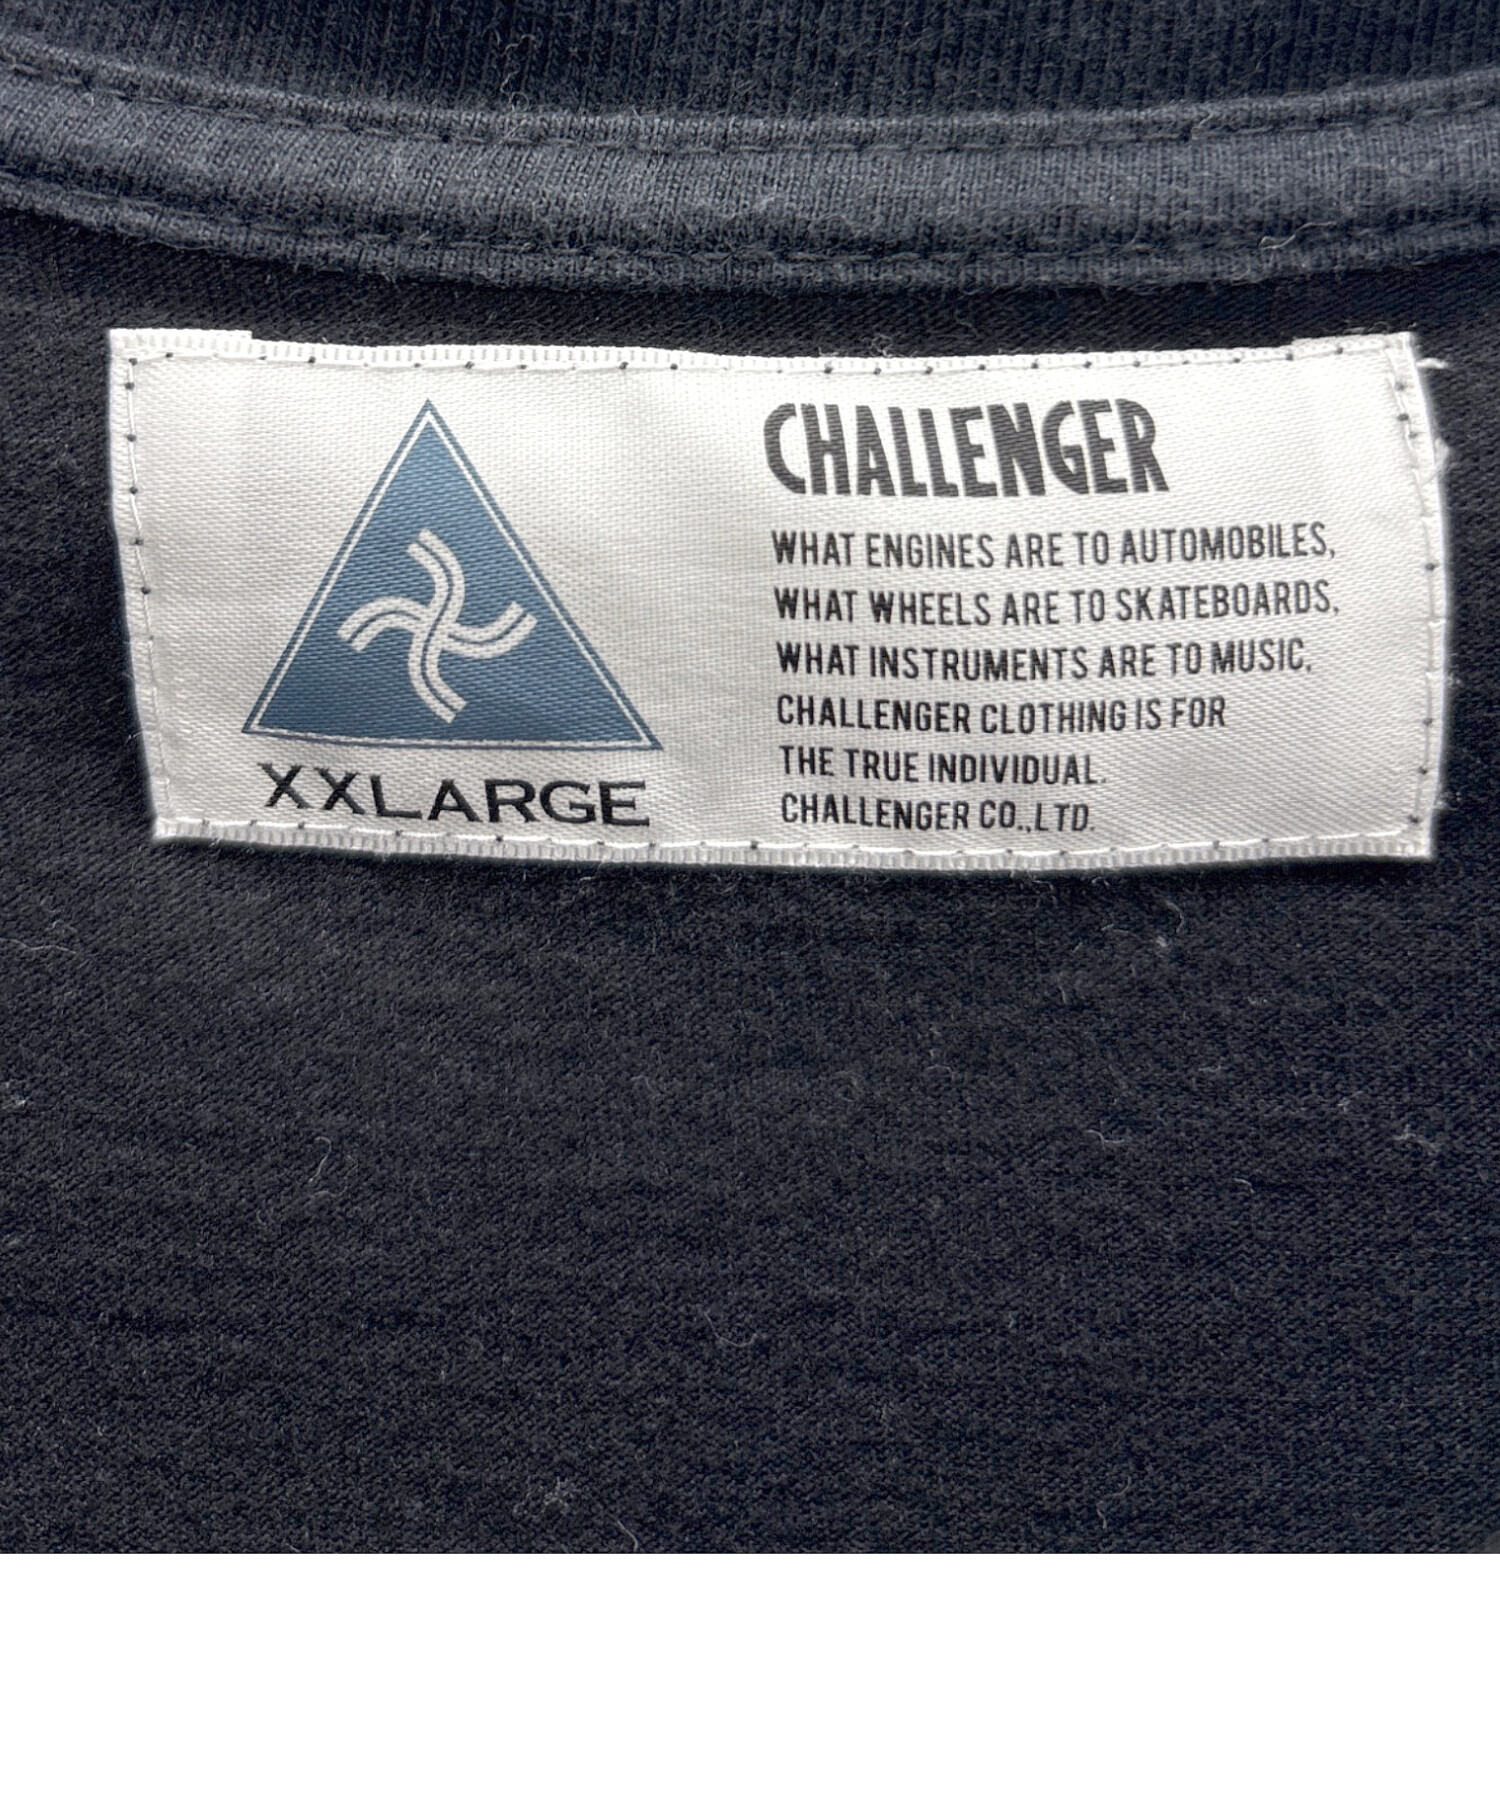 XXLARGE
CHALLENGER
WHAT ENGINES ARE TO AUTOMOBILES,
WHAT WHEELS ARE TO SKATEBOARDS,
WHAT INSTRUMENTS ARE TO MUSIC,
CHALLENGER CLOTHING IS FOR
THE TRUE INDIVIDUAL.
CHALLENGER CO.,LTD.